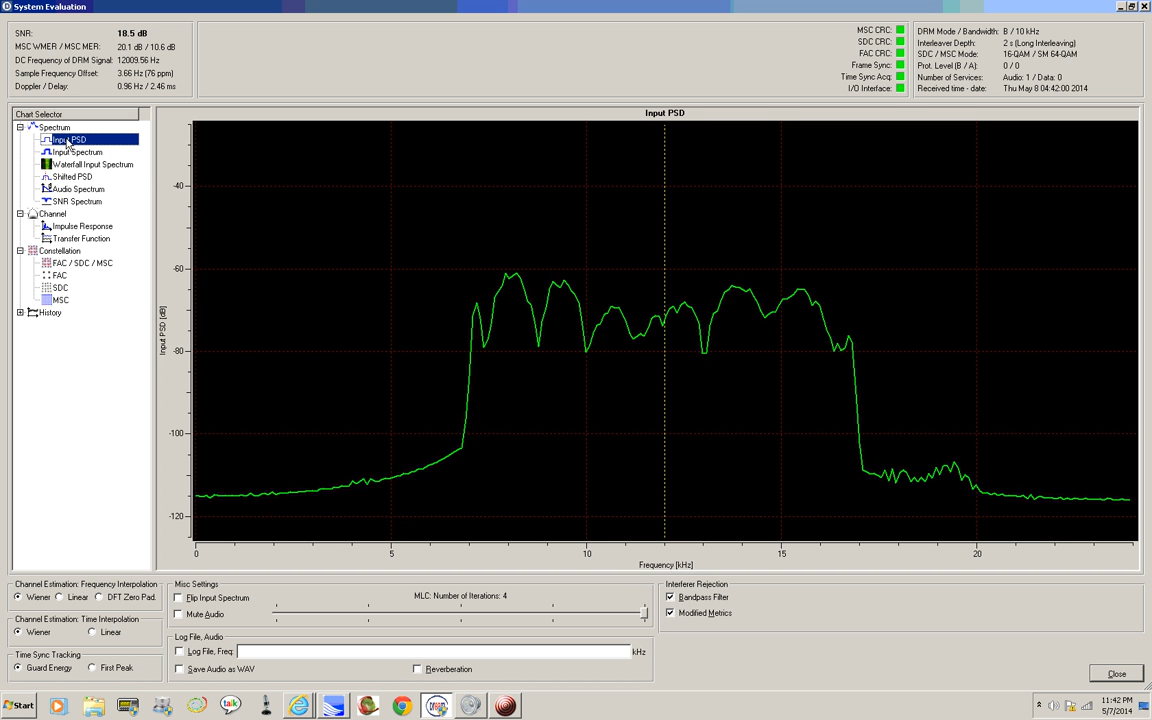 System Evaluation
SNR: 18.5 dB
MSC WMER / MSC MER: 20.1 dB / 10.6 dB
DC Frequency of DRM Signal: 12009.56 Hz
Sample Frequency Offset: 3.66 Hz (76 ppm)
Doppler / Delay: 0.96 Hz / 2.46 ms
MSC CRC:
SDC CRC:
FAC CRC:
Frame Sync:
Time Sync Acq:
I/O Interface:
DRM Mode / Bandwidth: B / 10 kHz
Interleaver Depth: 2 s (Long Interleaving)
SDC / MSC Mode: 16-QAM / SM 64-QAM
Prot. Level (B / A): 0 / 0
Number of Services: Audio: 1 / Data: 0
Received time - date: Thu May 8 04:42:00 2014
Chart Selector
Spectrum
Input PSD
Input Spectrum
Waterfall Input Spectrum
Shifted PSD
Audio Spectrum
SNR Spectrum
Channel
Impulse Response
Transfer Function
Constellation
FAC / SDC / MSC
FAC
SDC
MSC
History
Input PSD
Input PSD [dB]
-40
-60
-80
-100
-120
0 5 10 15 20
Frequency [kHz]
Channel Estimation: Frequency Interpolation
Wiener Linear DFT Zero Pad.
Channel Estimation: Time Interpolation
Wiener Linear
Time Sync Tracking
Guard Energy First Peak
Misc Settings
Flip Input Spectrum
Mute Audio
MLC: Number of Iterations: 4
Log File, Audio
Log File, Freq: kHz
Save Audio as WAV Reverberation
Interferer Rejection
Bandpass Filter
Modified Metrics
Close
Start
talk
Dream
11:42 PM
5/7/2014